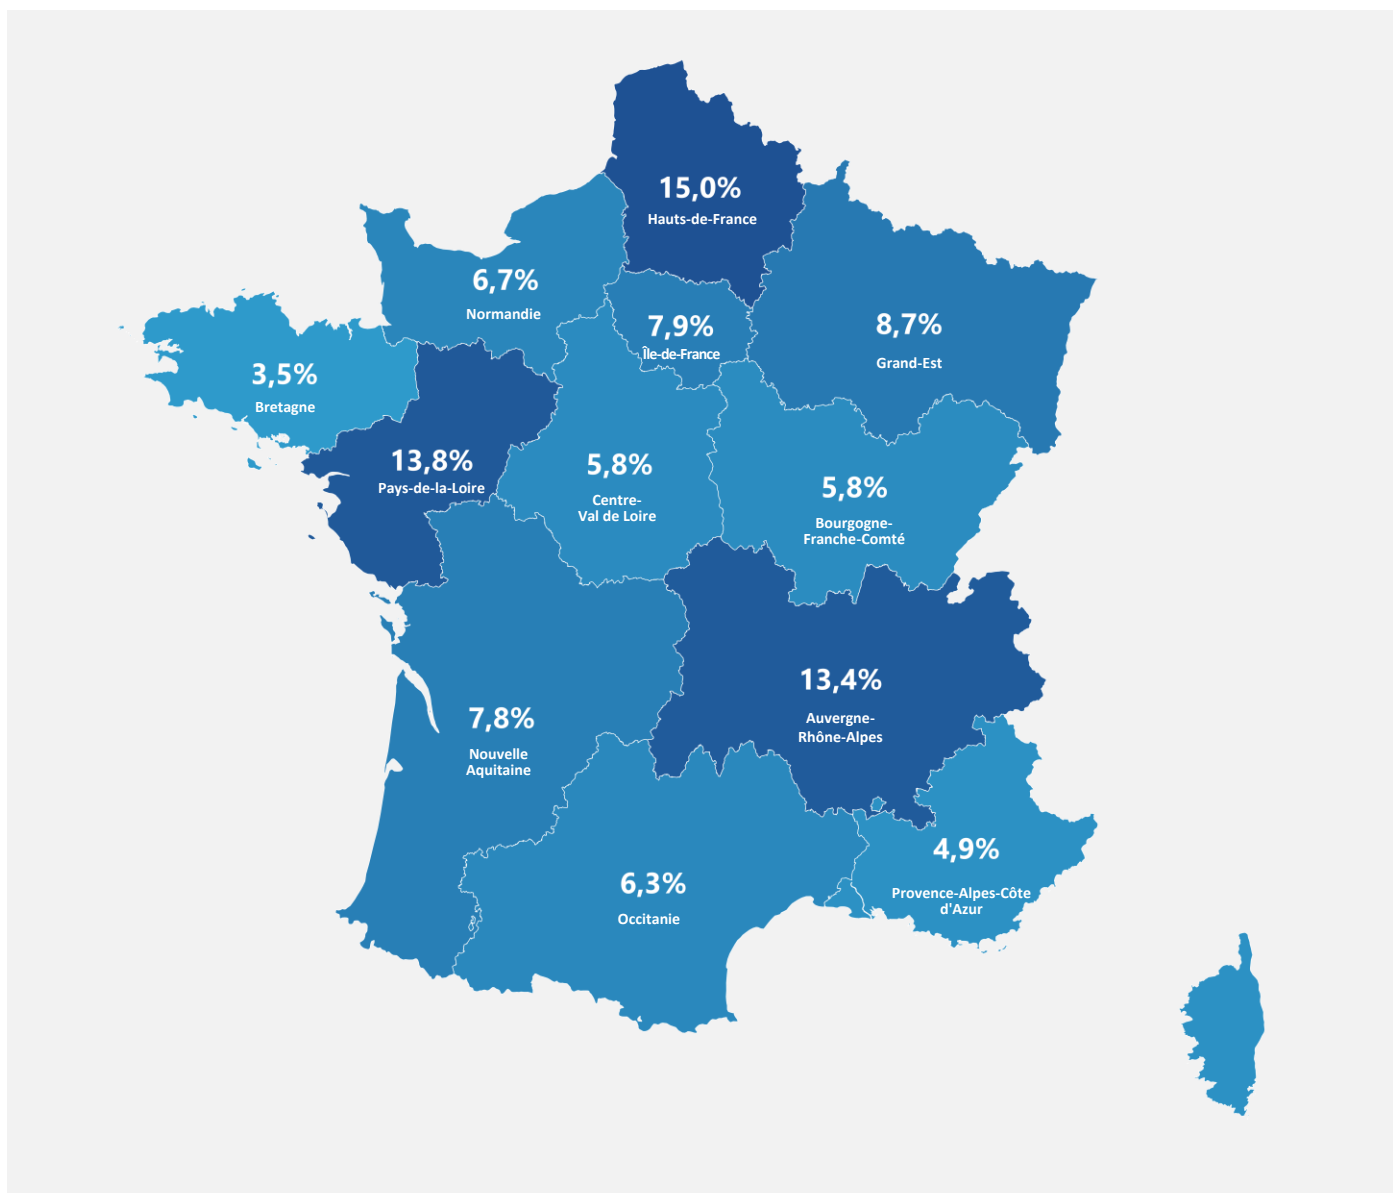 15,0%
Hauts-de-France
6,7%
Normandie
7,9%
Île-de-France
8,7%
Grand-Est
3,5%
Bretagne
13,8%
Pays-de-la-Loire
5,8%
Centre-
Val de Loire
5,8%
Bourgogne-
Franche-Comté
13,4%
Auvergne-
Rhône-Alpes
7,8%
Nouvelle
Aquitaine
4,9%
Provence-Alpes-Côte
d'Azur
6,3%
Occitanie